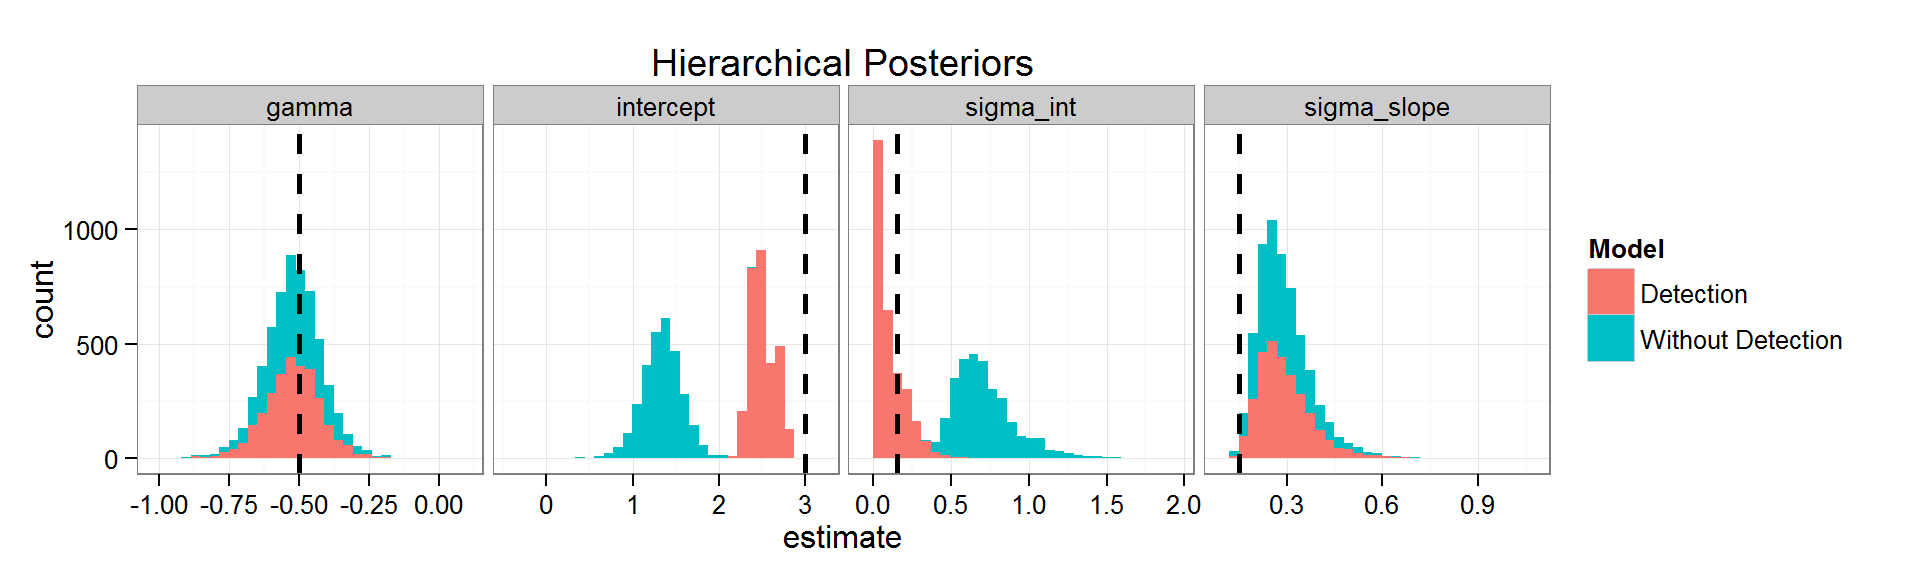 Hierarchical Posteriors
gamma intercept sigma_int sigma_slope
count
1000
500
0
-1.00 -0.75 -0.50 -0.25 0.00 0 1 2 3 0.0 0.5 1.0 1.5 2.0 0.3 0.6 0.9
estimate
Model
Detection
Without Detection